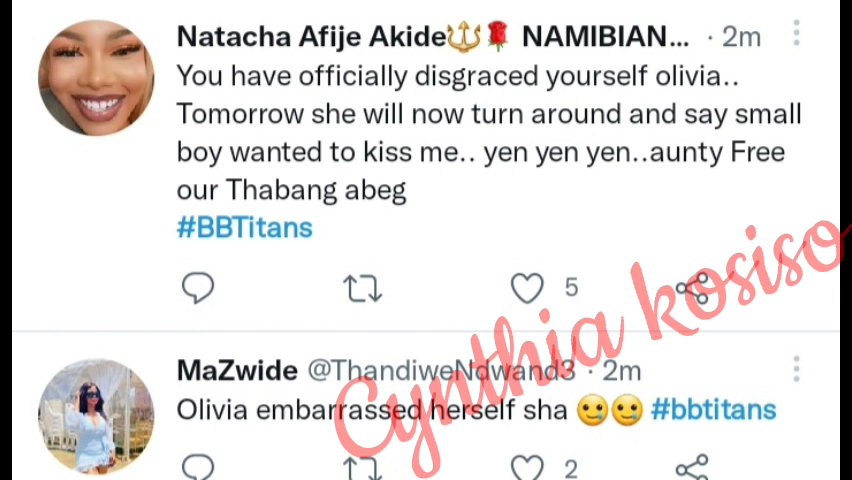 Natacha Afije Akide🔱🌹 NAMIBIAN... · 2m
You have officially disgraced yourself olivia..
Tomorrow she will now turn around and say small
boy wanted to kiss me.. yen yen yen..aunty Free
our Thabang abeg
#BBTitans
5
MaZwide @ThandiweNdwand3 · 2m
Olivia embarrassed herself sha 🥲🥲 #bbtitans
2
Cynthia kosiso